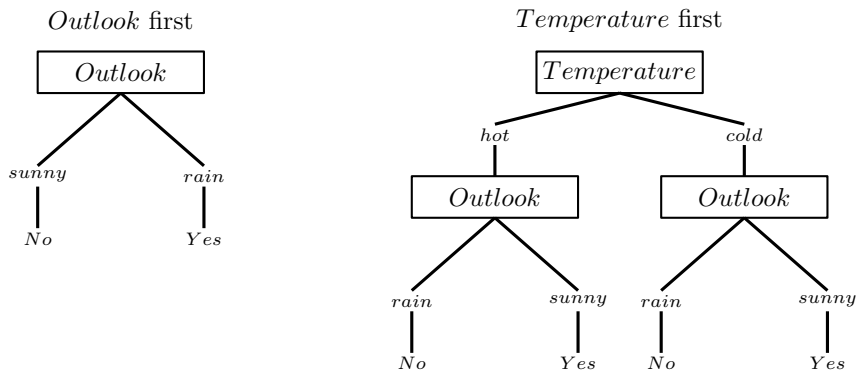 Outlook first
Outlook
sunny
rain
No
Yes
Temperature first
Temperature
hot
cold
Outlook
Outlook
rain
sunny
rain
sunny
No
Yes
No
Yes